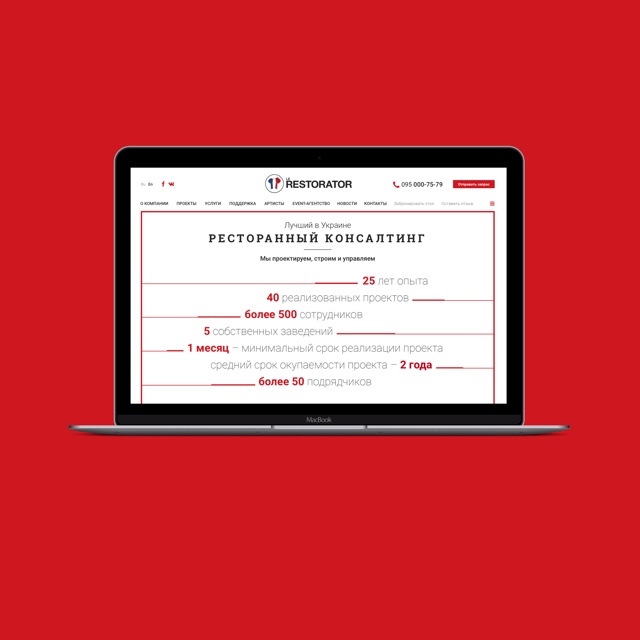 Ru En
LE
RESTORATOR
095 000-75-79
Отправить запрос
О КОМПАНИИ ПРОЕКТЫ УСЛУГИ ПОДДЕРЖКА АРТИСТЫ EVENT-АГЕНТСТВО НОВОСТИ КОНТАКТЫ Забронировать стол Оставить отзыв
Лучший в Украине
РЕСТОРАННЫЙ КОНСАЛТИНГ
Мы проектируем, строим и управляем
25 лет опыта
40 реализованных проектов
более 500 сотрудников
5 собственных заведений
1 месяц – минимальный срок реализации проекта
средний срок окупаемости проекта – 2 года
более 50 подрядчиков
MacBook